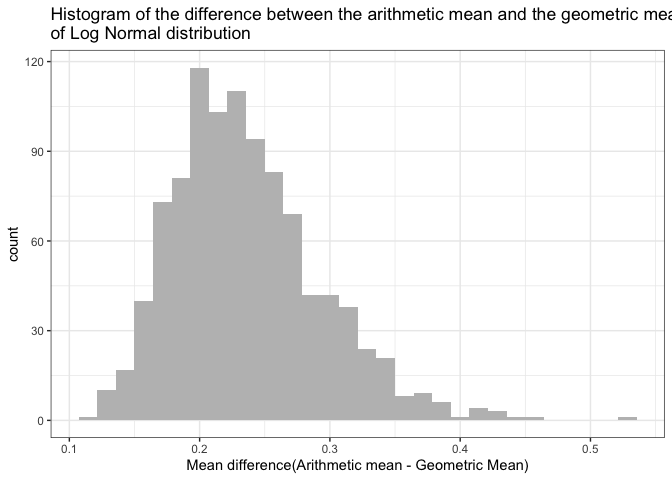 Histogram of the difference between the arithmetic mean and the geometric mea
of Log Normal distribution
120
90
60
30
0
count
0.1 0.2 0.3 0.4 0.5
Mean difference(Arithmetic mean - Geometric Mean)